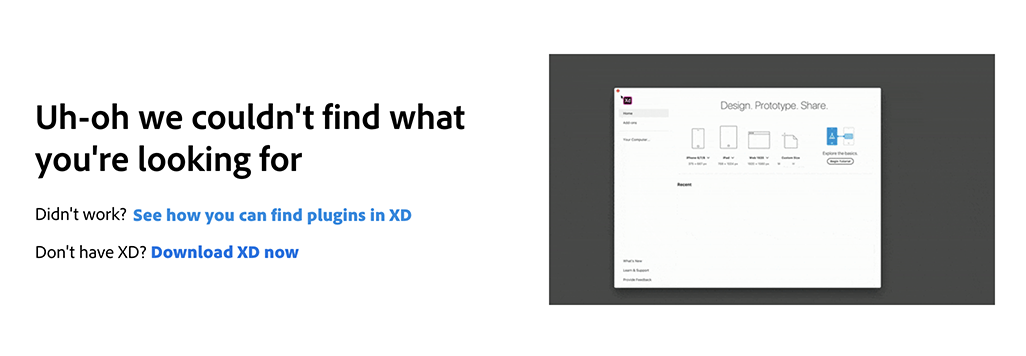 Uh-oh we couldn't find what
you're looking for
Didn't work? See how you can find plugins in XD
Don't have XD? Download XD now
Xd
Design. Prototype. Share.
Home
Add-ons
Your Computer...
iPhone 6/7/8
iPad
Web 1920
Custom Size
Explore the basics.
Begin Tutorial
Recent
What's New
Learn & Support
Provide Feedback